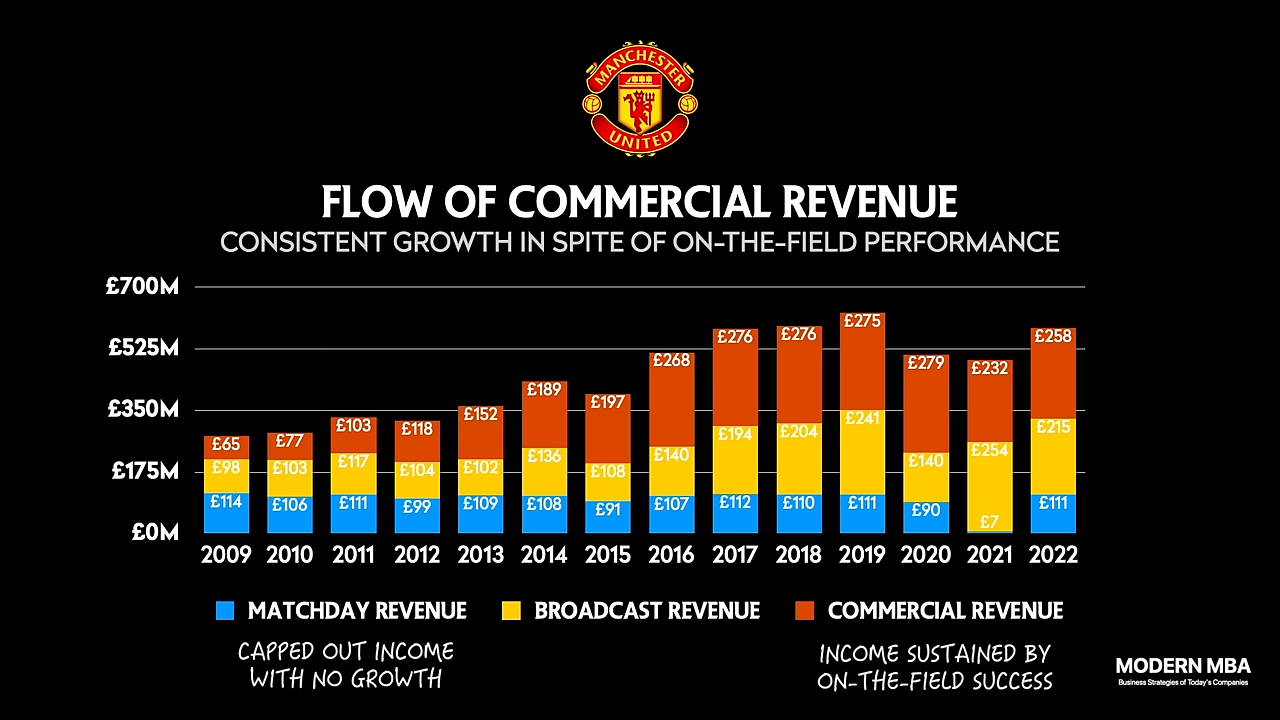 MANCHESTER
UNITED
FLOW OF COMMERCIAL REVENUE
CONSISTENT GROWTH IN SPITE OF ON-THE-FIELD PERFORMANCE
£700M
£525M
£350M
£175M
£0M
£65 £77 £103 £118 £152 £189 £197 £268 £276 £276 £275 £279 £232 £258
£98 £103 £117 £104 £102 £136 £108 £140 £194 £204 £241 £140 £254 £215
£114 £106 £111 £99 £109 £108 £91 £107 £112 £110 £111 £90 £7 £111
2009 2010 2011 2012 2013 2014 2015 2016 2017 2018 2019 2020 2021 2022
MATCHDAY REVENUE BROADCAST REVENUE COMMERCIAL REVENUE
CAPPED OUT INCOME
WITH NO GROWTH
INCOME SUSTAINED BY
ON-THE-FIELD SUCCESS
MODERN MBA
Business Strategies of Today's Companies